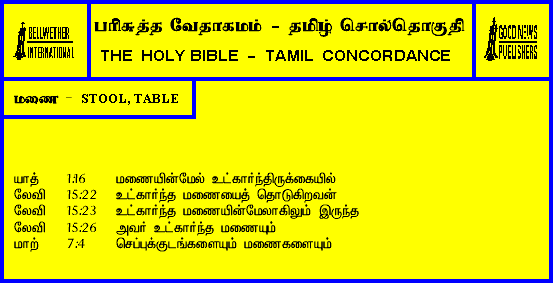 BELLWETHER
INTERNATIONAL
பரிசுத்த வேதாகமம் - தமிழ் சொல்தொகுதி
THE HOLY BIBLE - TAMIL CONCORDANCE
GOOD NEWS
PUBLISHERS
மணை - STOOL, TABLE
யாத் 1:16 மணையின்மேல் உட்கார்ந்திருக்கையில்
லேவி 15:22 உட்கார்ந்த மணையைத் தொடுகிறவன்
லேவி 15:23 உட்கார்ந்த மணையின்மேலாகிலும் இருந்த
லேவி 15:26 அவர் உட்கார்ந்த மணையும்
மாற் 7:4 செப்புக்குடங்களையும் மணைகளையும்